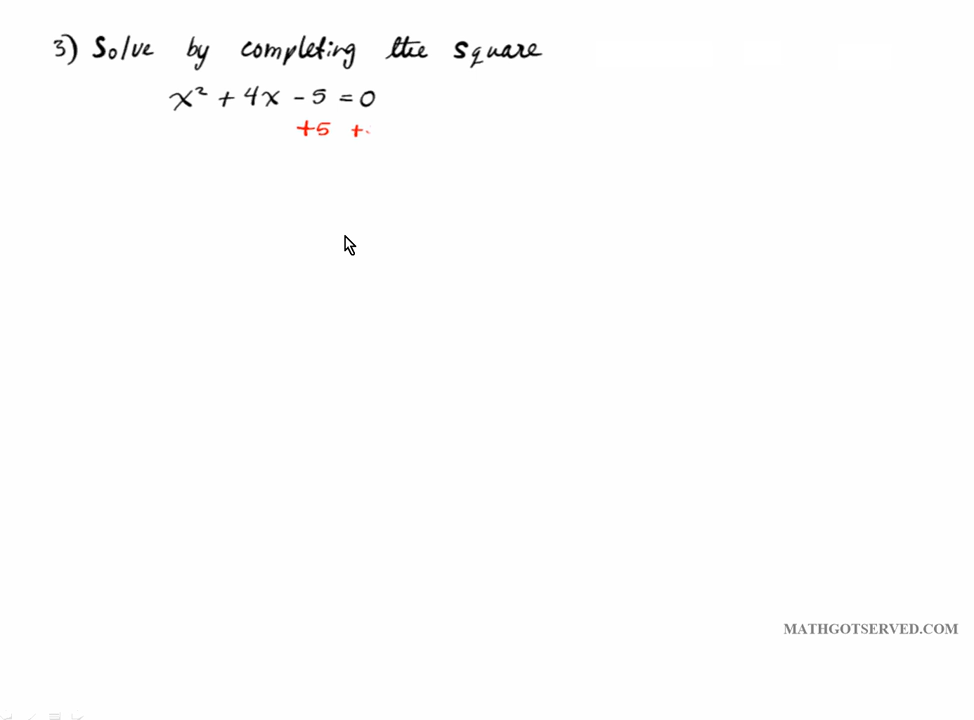 3) Solve by completing the square
x² + 4x - 5 = 0
+5 +
MATHGOTSERVED.COM